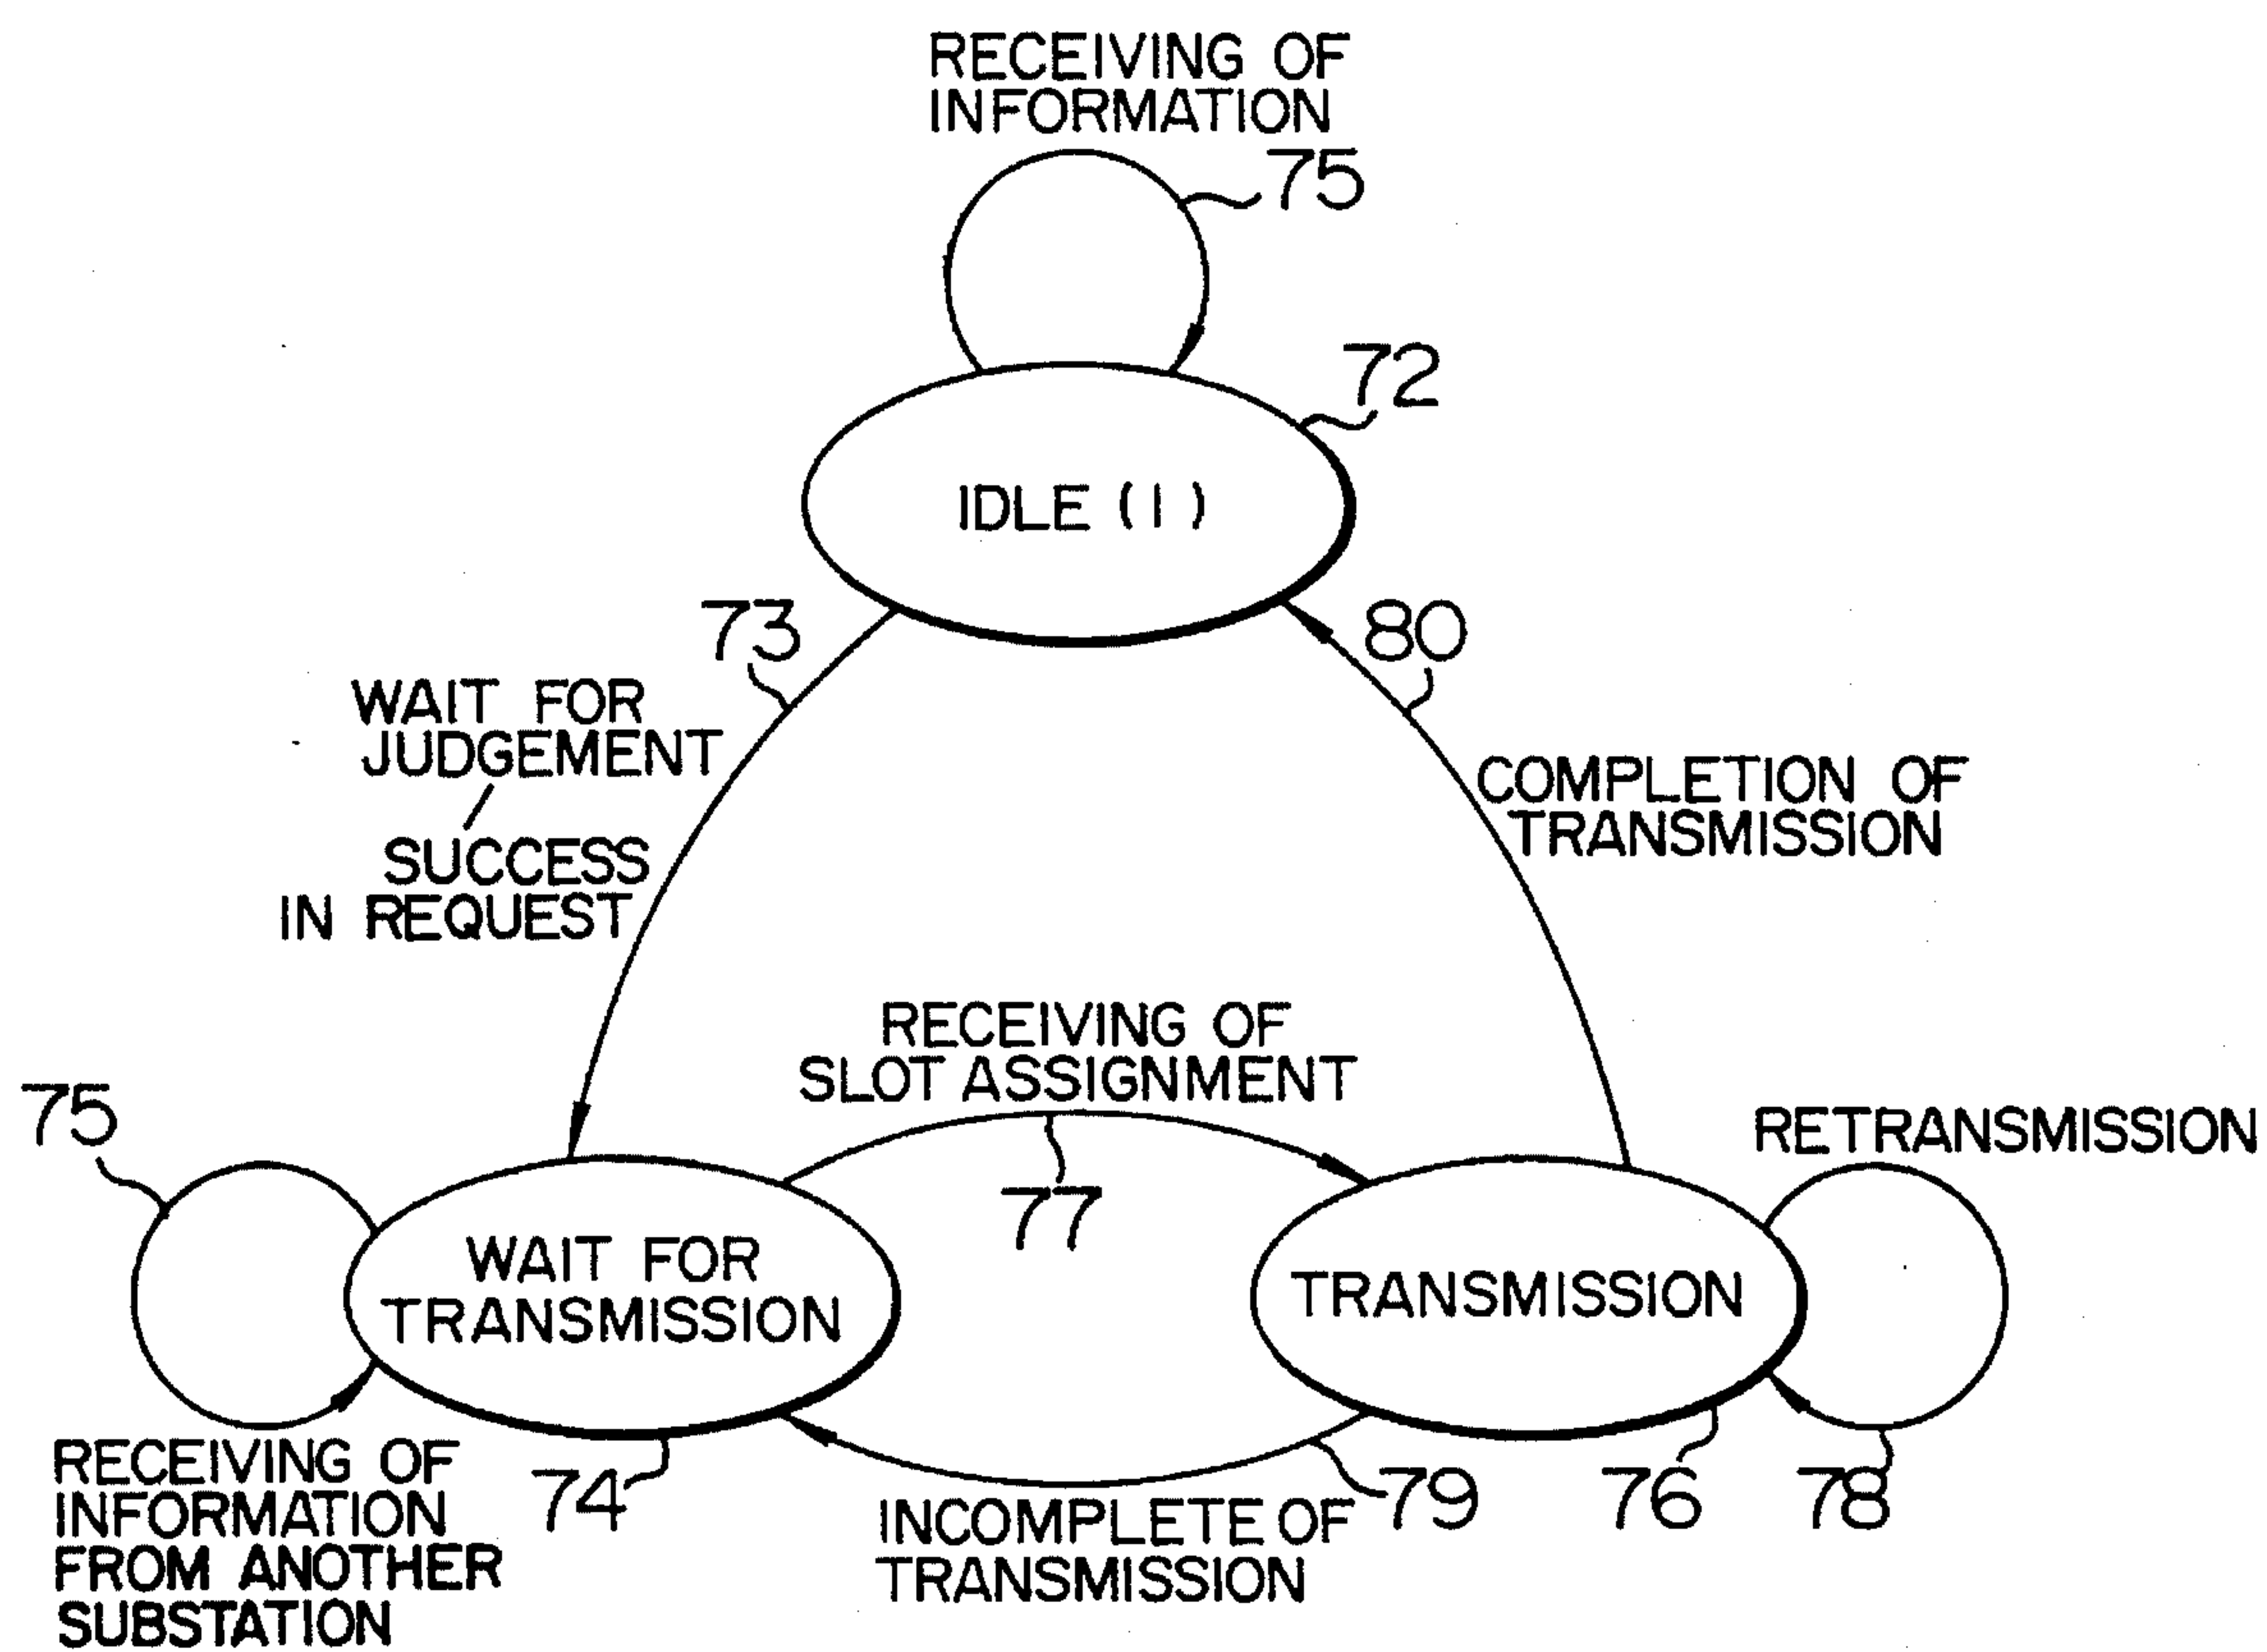 RECEIVING OF
INFORMATION
75
72
IDLE (1)
73
80
WAIT FOR
JUDGEMENT
/
SUCCESS
IN REQUEST
COMPLETION OF
TRANSMISSION
RECEIVING OF
SLOT ASSIGNMENT
75
RETRANSMISSION
77
WAIT FOR
TRANSMISSION
TRANSMISSION
RECEIVING OF
INFORMATION
FROM ANOTHER
SUBSTATION
74
INCOMPLETE OF
TRANSMISSION
79
76
78